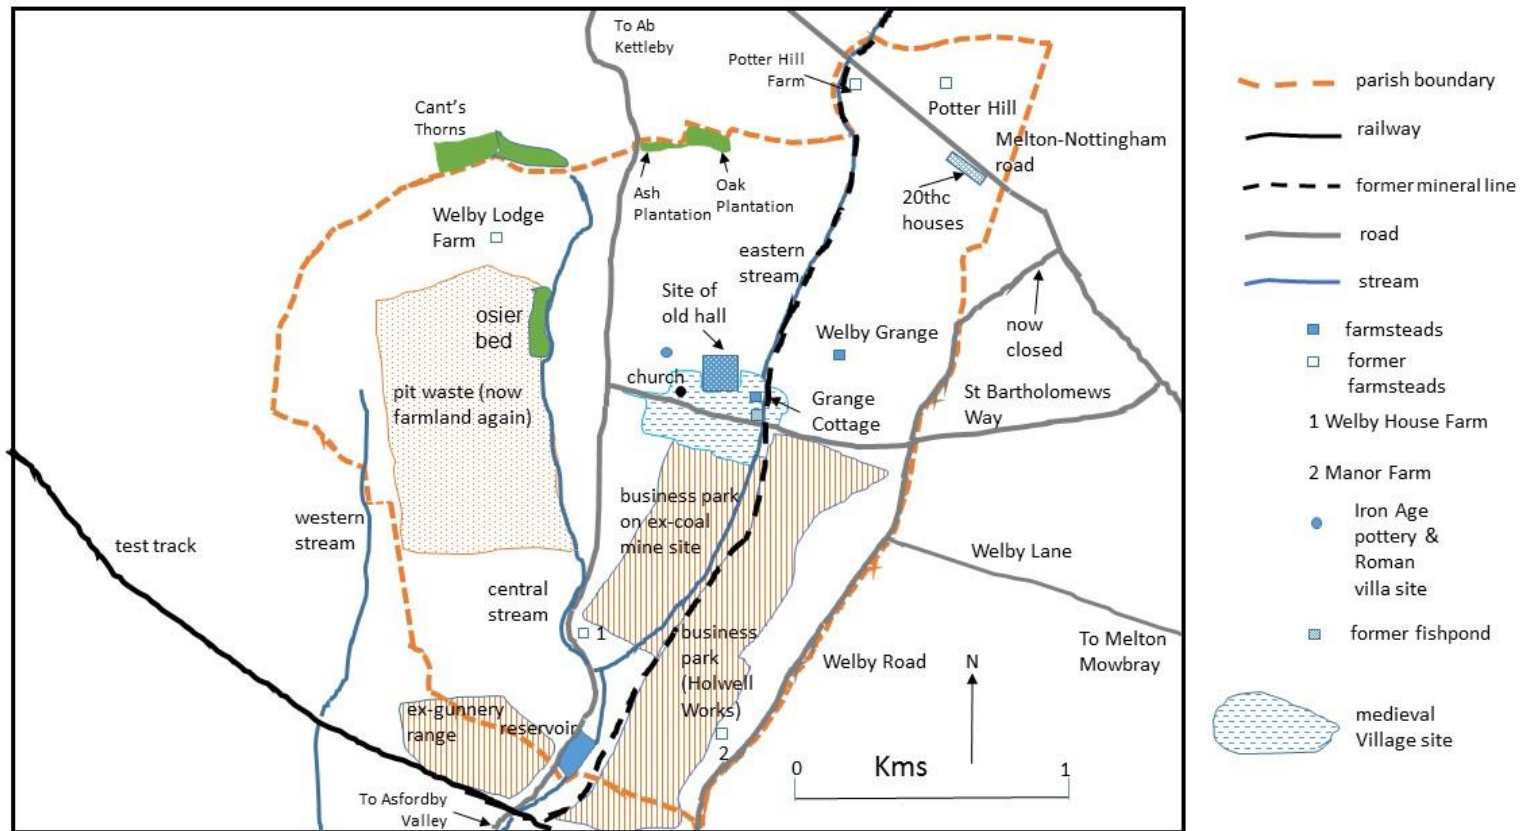 To Ab
Kettleby
Potter Hill
Farm
Potter Hill
Cant's
Thorns
Melton-Nottingham
road
Ash
Plantation
Oak
Plantation
20thc
houses
Welby Lodge
Farm
eastern
stream
Site of
old hall
osier
bed
Welby Grange
now
closed
church
pit waste (now
farmland again)
Grange
Cottage
St Bartholomews
Way
business park
on ex-coal
mine site
western
stream
test track
Welby Lane
central
stream
1
business
park
(Holwell
Works)
To Melton
Mowbray
Welby Road
N
ex-gunnery
range
reservoir
2
0
Kms
1
To Asfordby
Valley
parish boundary
railway
former mineral line
road
stream
farmsteads
former
farmsteads
1 Welby House Farm
2 Manor Farm
Iron Age
pottery &
Roman
villa site
former fishpond
medieval
Village site